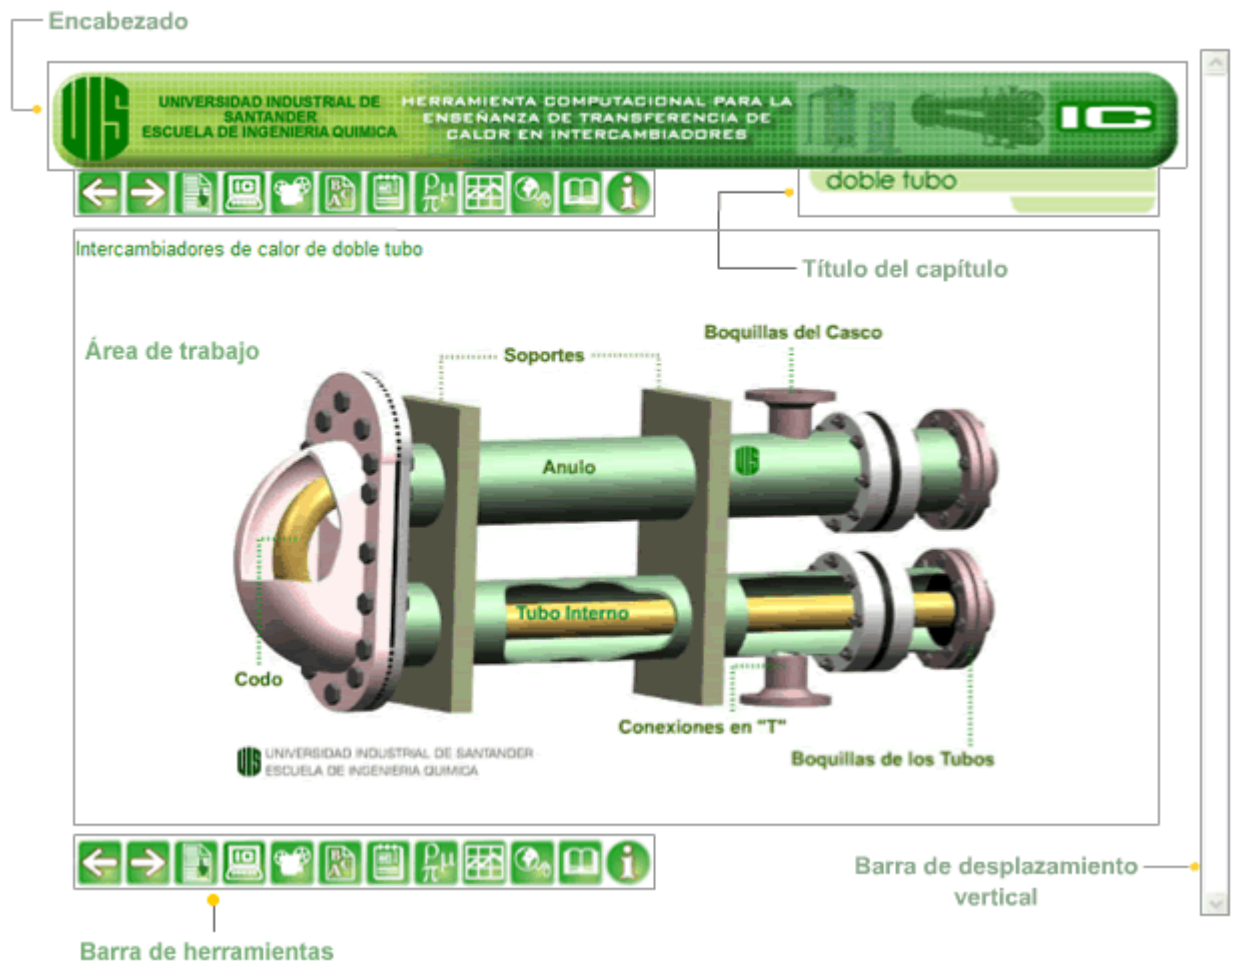 Encabezado
UIS
UNIVERSIDAD INDUSTRIAL DE
SANTANDER
ESCUELA DE INGENIERIA QUIMICA
HERRAMIENTA COMPUTACIONAL PARA LA
ENSEÑANZA DE TRANSFERENCIA DE
CALOR EN INTERCAMBIADORES
IC
doble tubo
Intercambiadores de calor de doble tubo
Título del capítulo
Área de trabajo
Boquillas del Casco
Soportes
Anulo
UIS
Tubo Interno
Codo
Conexiones en "T"
Boquillas de los Tubos
UIS
UNIVERSIDAD INDUSTRIAL DE SANTANDER
ESCUELA DE INGENIERIA QUIMICA
Barra de desplazamiento
vertical
Barra de herramientas